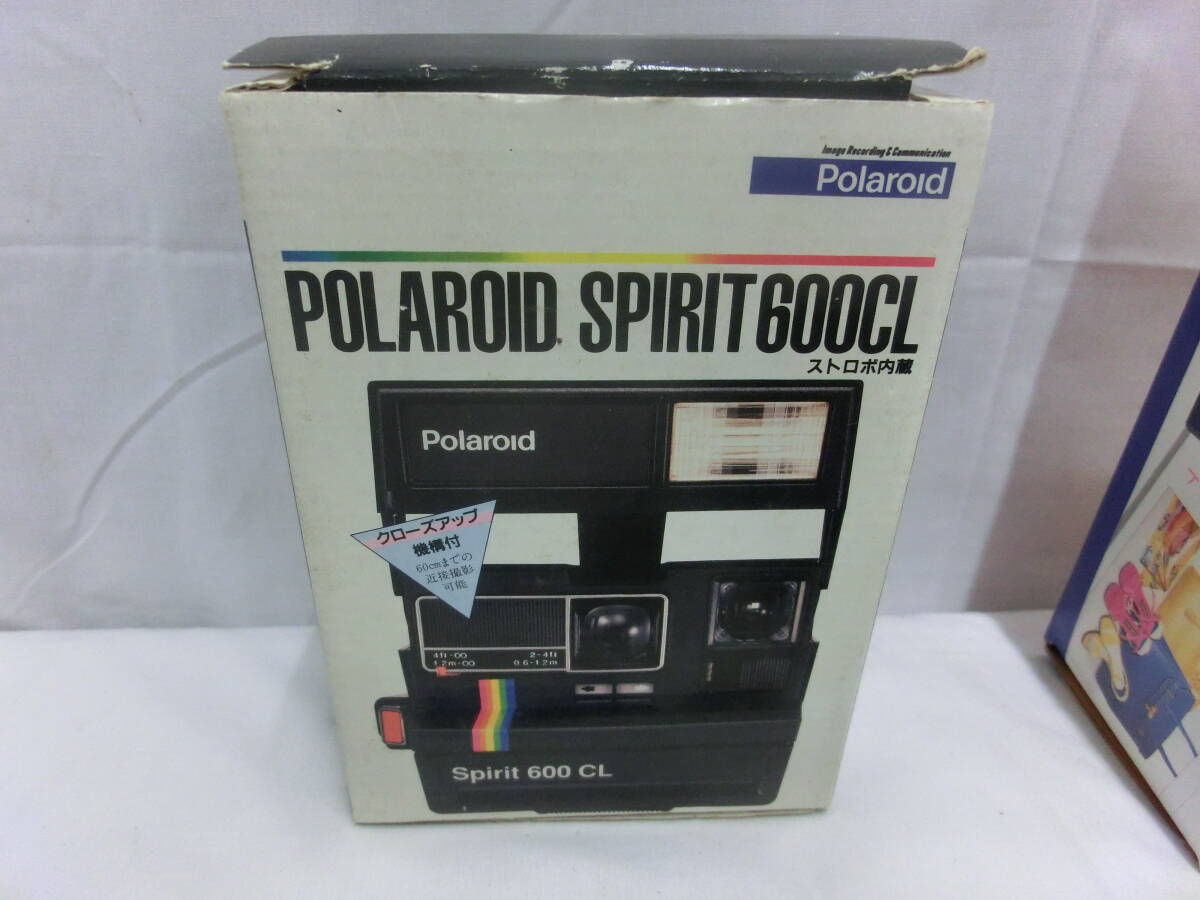 Image Recording & Communication
Polaroid
POLAROID SPIRIT600CL
ストロボ内蔵
Polaroid
クローズアップ
機構付
60cmまでの
近接撮影
可能
4ft-∞ 2-4ft
1.2m-∞ 0.6-1.2m
Spirit 600 CL